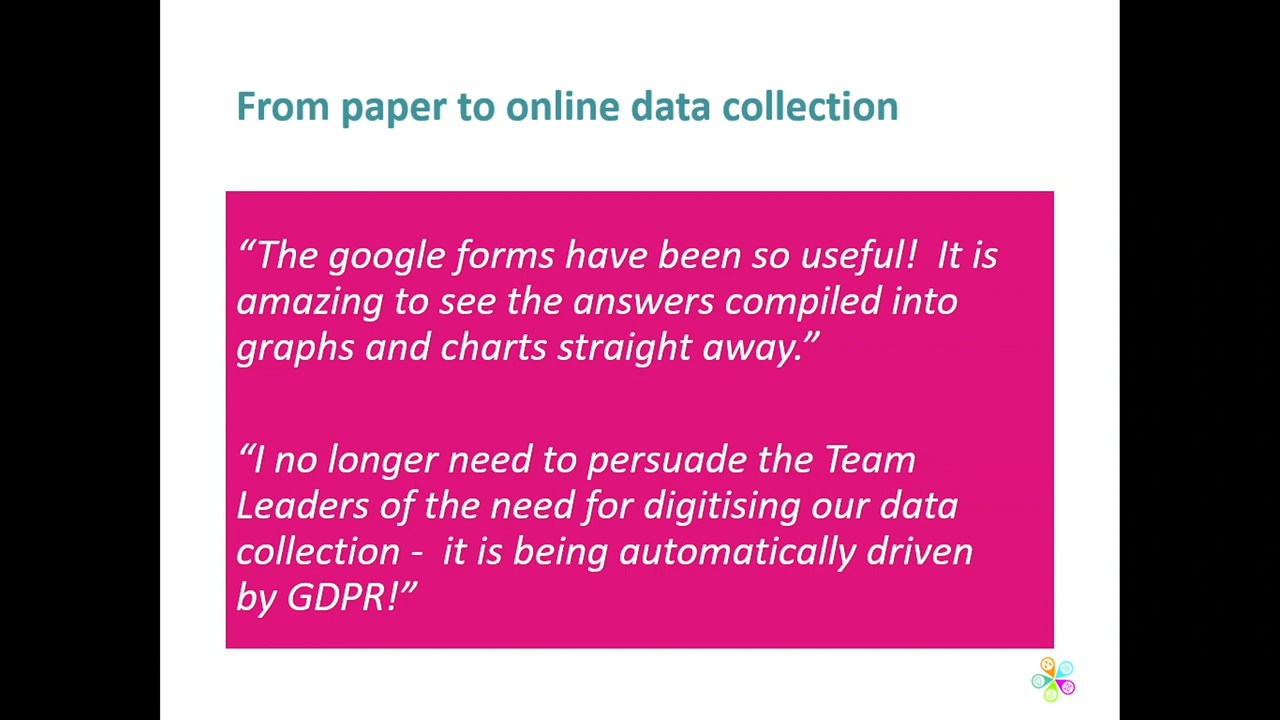 From paper to online data collection
“The google forms have been so useful!  It is
amazing to see the answers compiled into
graphs and charts straight away.”
“I no longer need to persuade the Team
Leaders of the need for digitising our data
collection -  it is being automatically driven
by GDPR!”